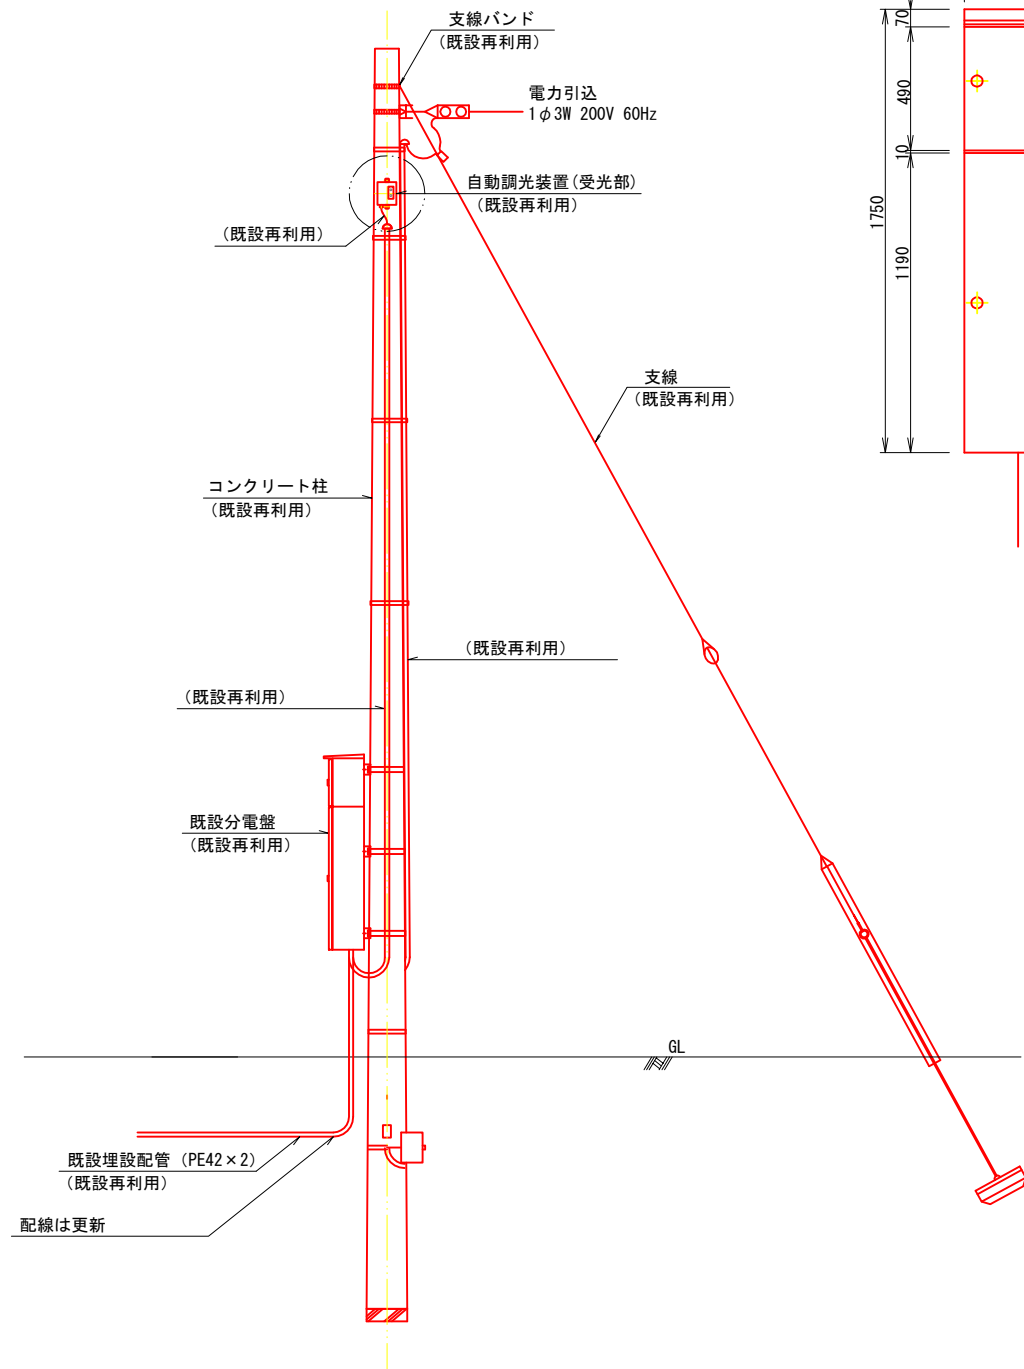 支線バンド
(既設再利用)
電力引込
1φ3W 200V 60Hz
自動調光装置(受光部)
(既設再利用)
(既設再利用)
支線
(既設再利用)
コンクリート柱
(既設再利用)
(既設再利用)
(既設再利用)
既設分電盤
(既設再利用)
GL
既設埋設配管 (PE42×2)
(既設再利用)
配線は更新
70
490
10
1750
1190